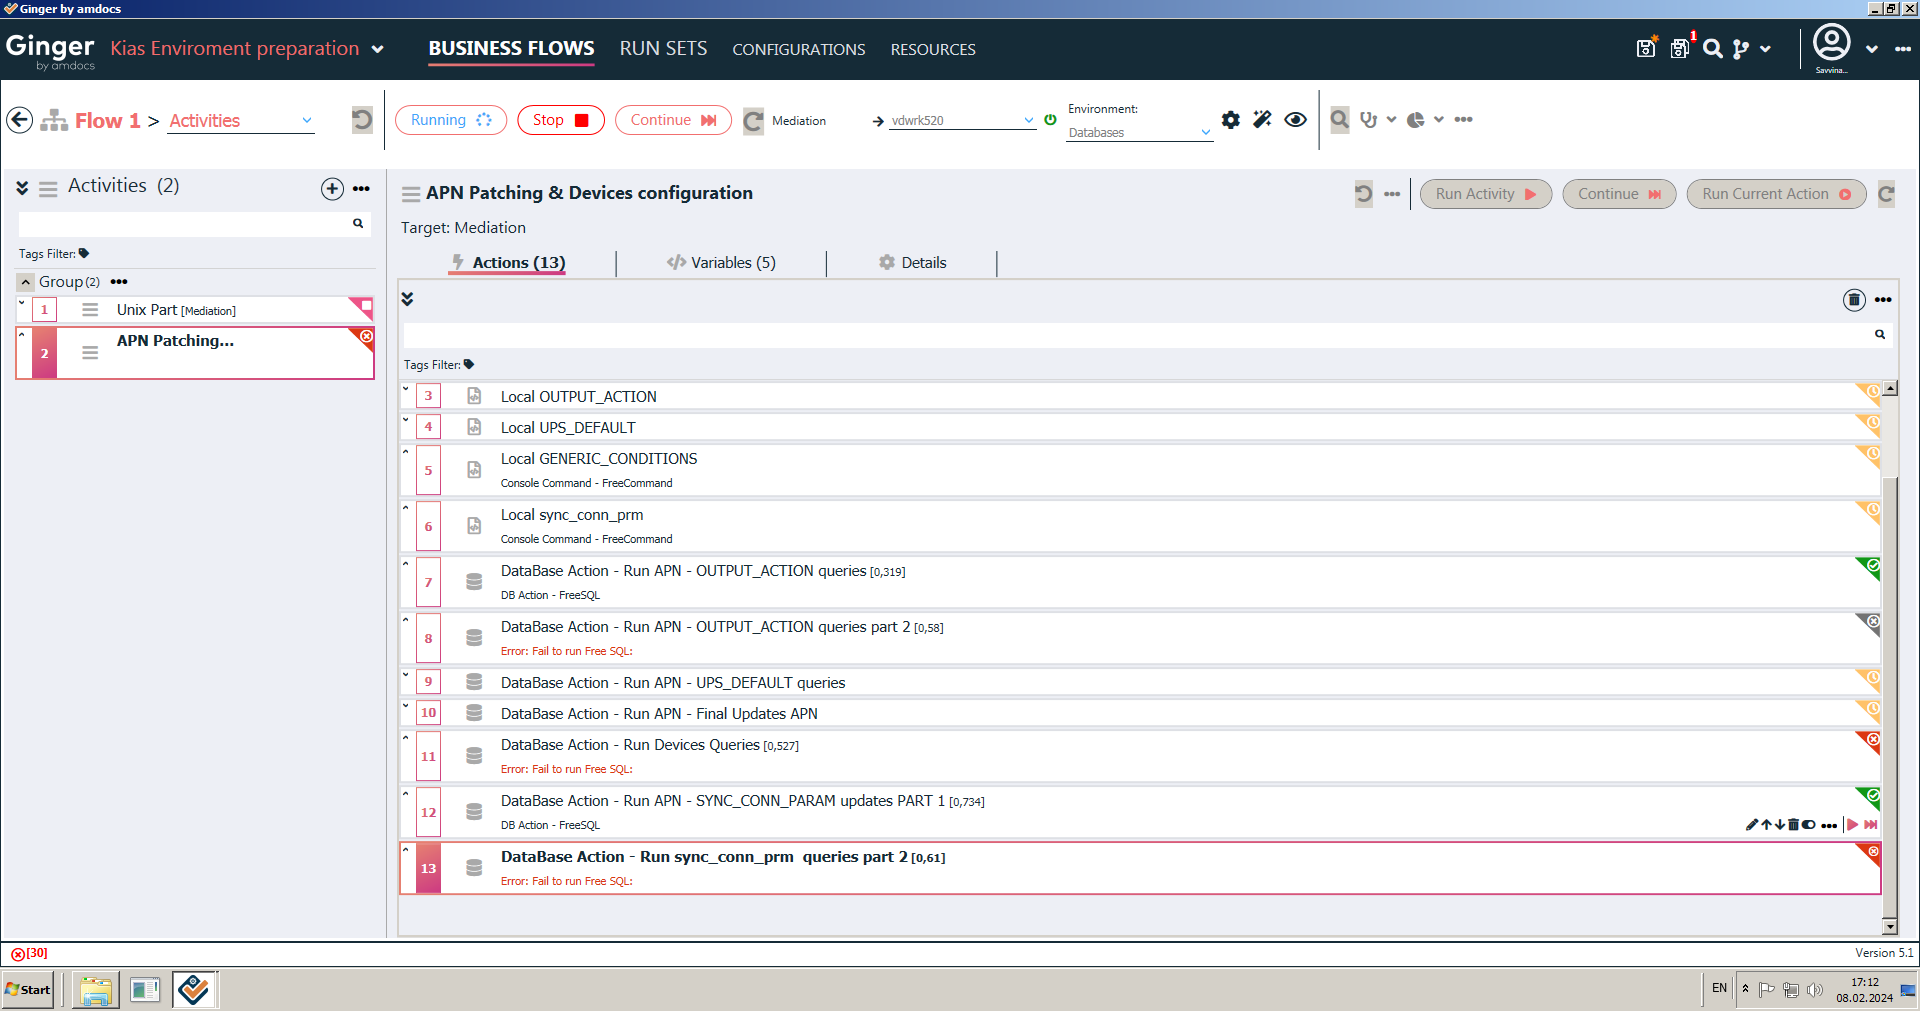 Ginger by amdocs
Ginger
by amdocs
Kias Enviroment preparation
BUSINESS FLOWS
RUN SETS
CONFIGURATIONS
RESOURCES
1
Savvina...
Flow 1 >
Activities
Running
Stop
Continue
Mediation
vdwrk520
Environment:
Databases
Activities (2)
Tags Filter:
Group(2)
1
Unix Part [Mediation]
2
APN Patching...
APN Patching & Devices configuration
Run Activity
Continue
Run Current Action
Target: Mediation
Actions (13)
Variables (5)
Details
Tags Filter:
3
Local OUTPUT_ACTION
4
Local UPS_DEFAULT
5
Local GENERIC_CONDITIONS
Console Command - FreeCommand
6
Local sync_conn_prm
Console Command - FreeCommand
7
DataBase Action - Run APN - OUTPUT_ACTION queries [0,319]
DB Action - FreeSQL
8
DataBase Action - Run APN - OUTPUT_ACTION queries part 2 [0,58]
Error: Fail to run Free SQL:
9
DataBase Action - Run APN - UPS_DEFAULT queries
10
DataBase Action - Run APN - Final Updates APN
11
DataBase Action - Run Devices Queries [0,527]
Error: Fail to run Free SQL:
12
DataBase Action - Run APN - SYNC_CONN_PARAM updates PART 1 [0,734]
DB Action - FreeSQL
13
DataBase Action - Run sync_conn_prm queries part 2 [0,61]
Error: Fail to run Free SQL:
[30]
Version 5.1
Start
EN
17:12
08.02.2024